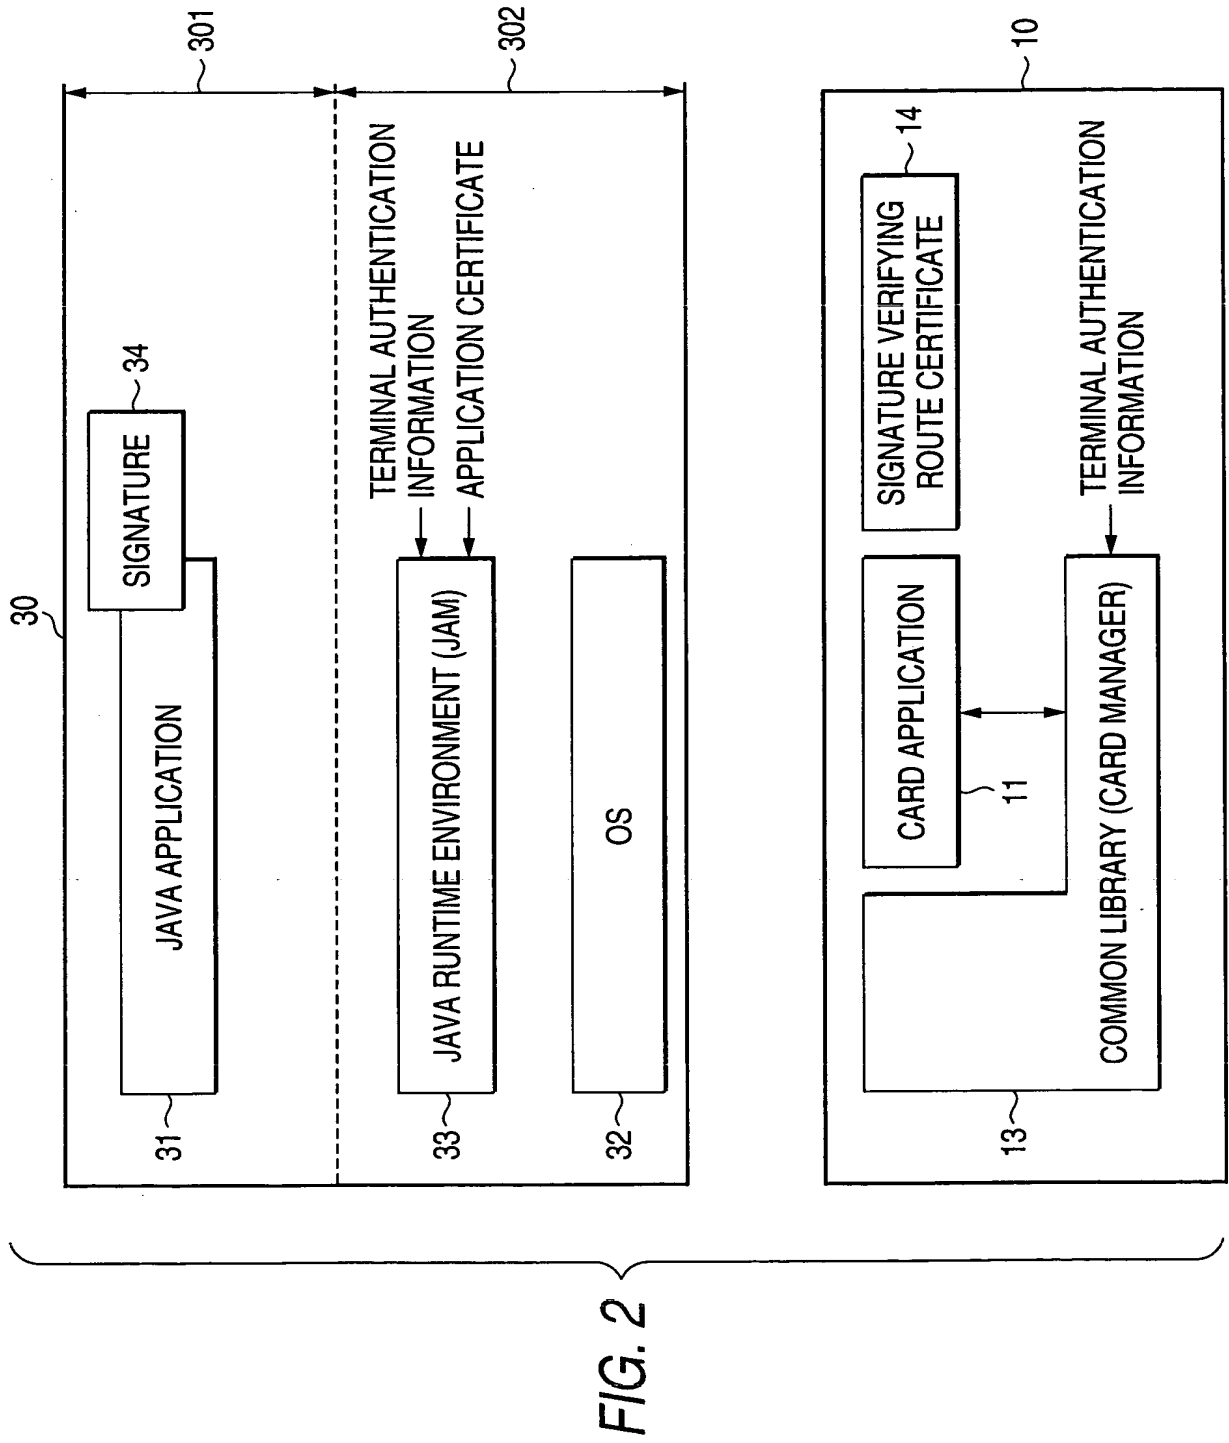 FIG. 2
30
301
302
31
JAVA APPLICATION
SIGNATURE
34
33
JAVA RUNTIME ENVIRONMENT (JAM)
TERMINAL AUTHENTICATION
INFORMATION
APPLICATION CERTIFICATE
32
OS
10
13
COMMON LIBRARY (CARD MANAGER)
11
CARD APPLICATION
SIGNATURE VERIFYING
ROUTE CERTIFICATE
14
TERMINAL AUTHENTICATION
INFORMATION